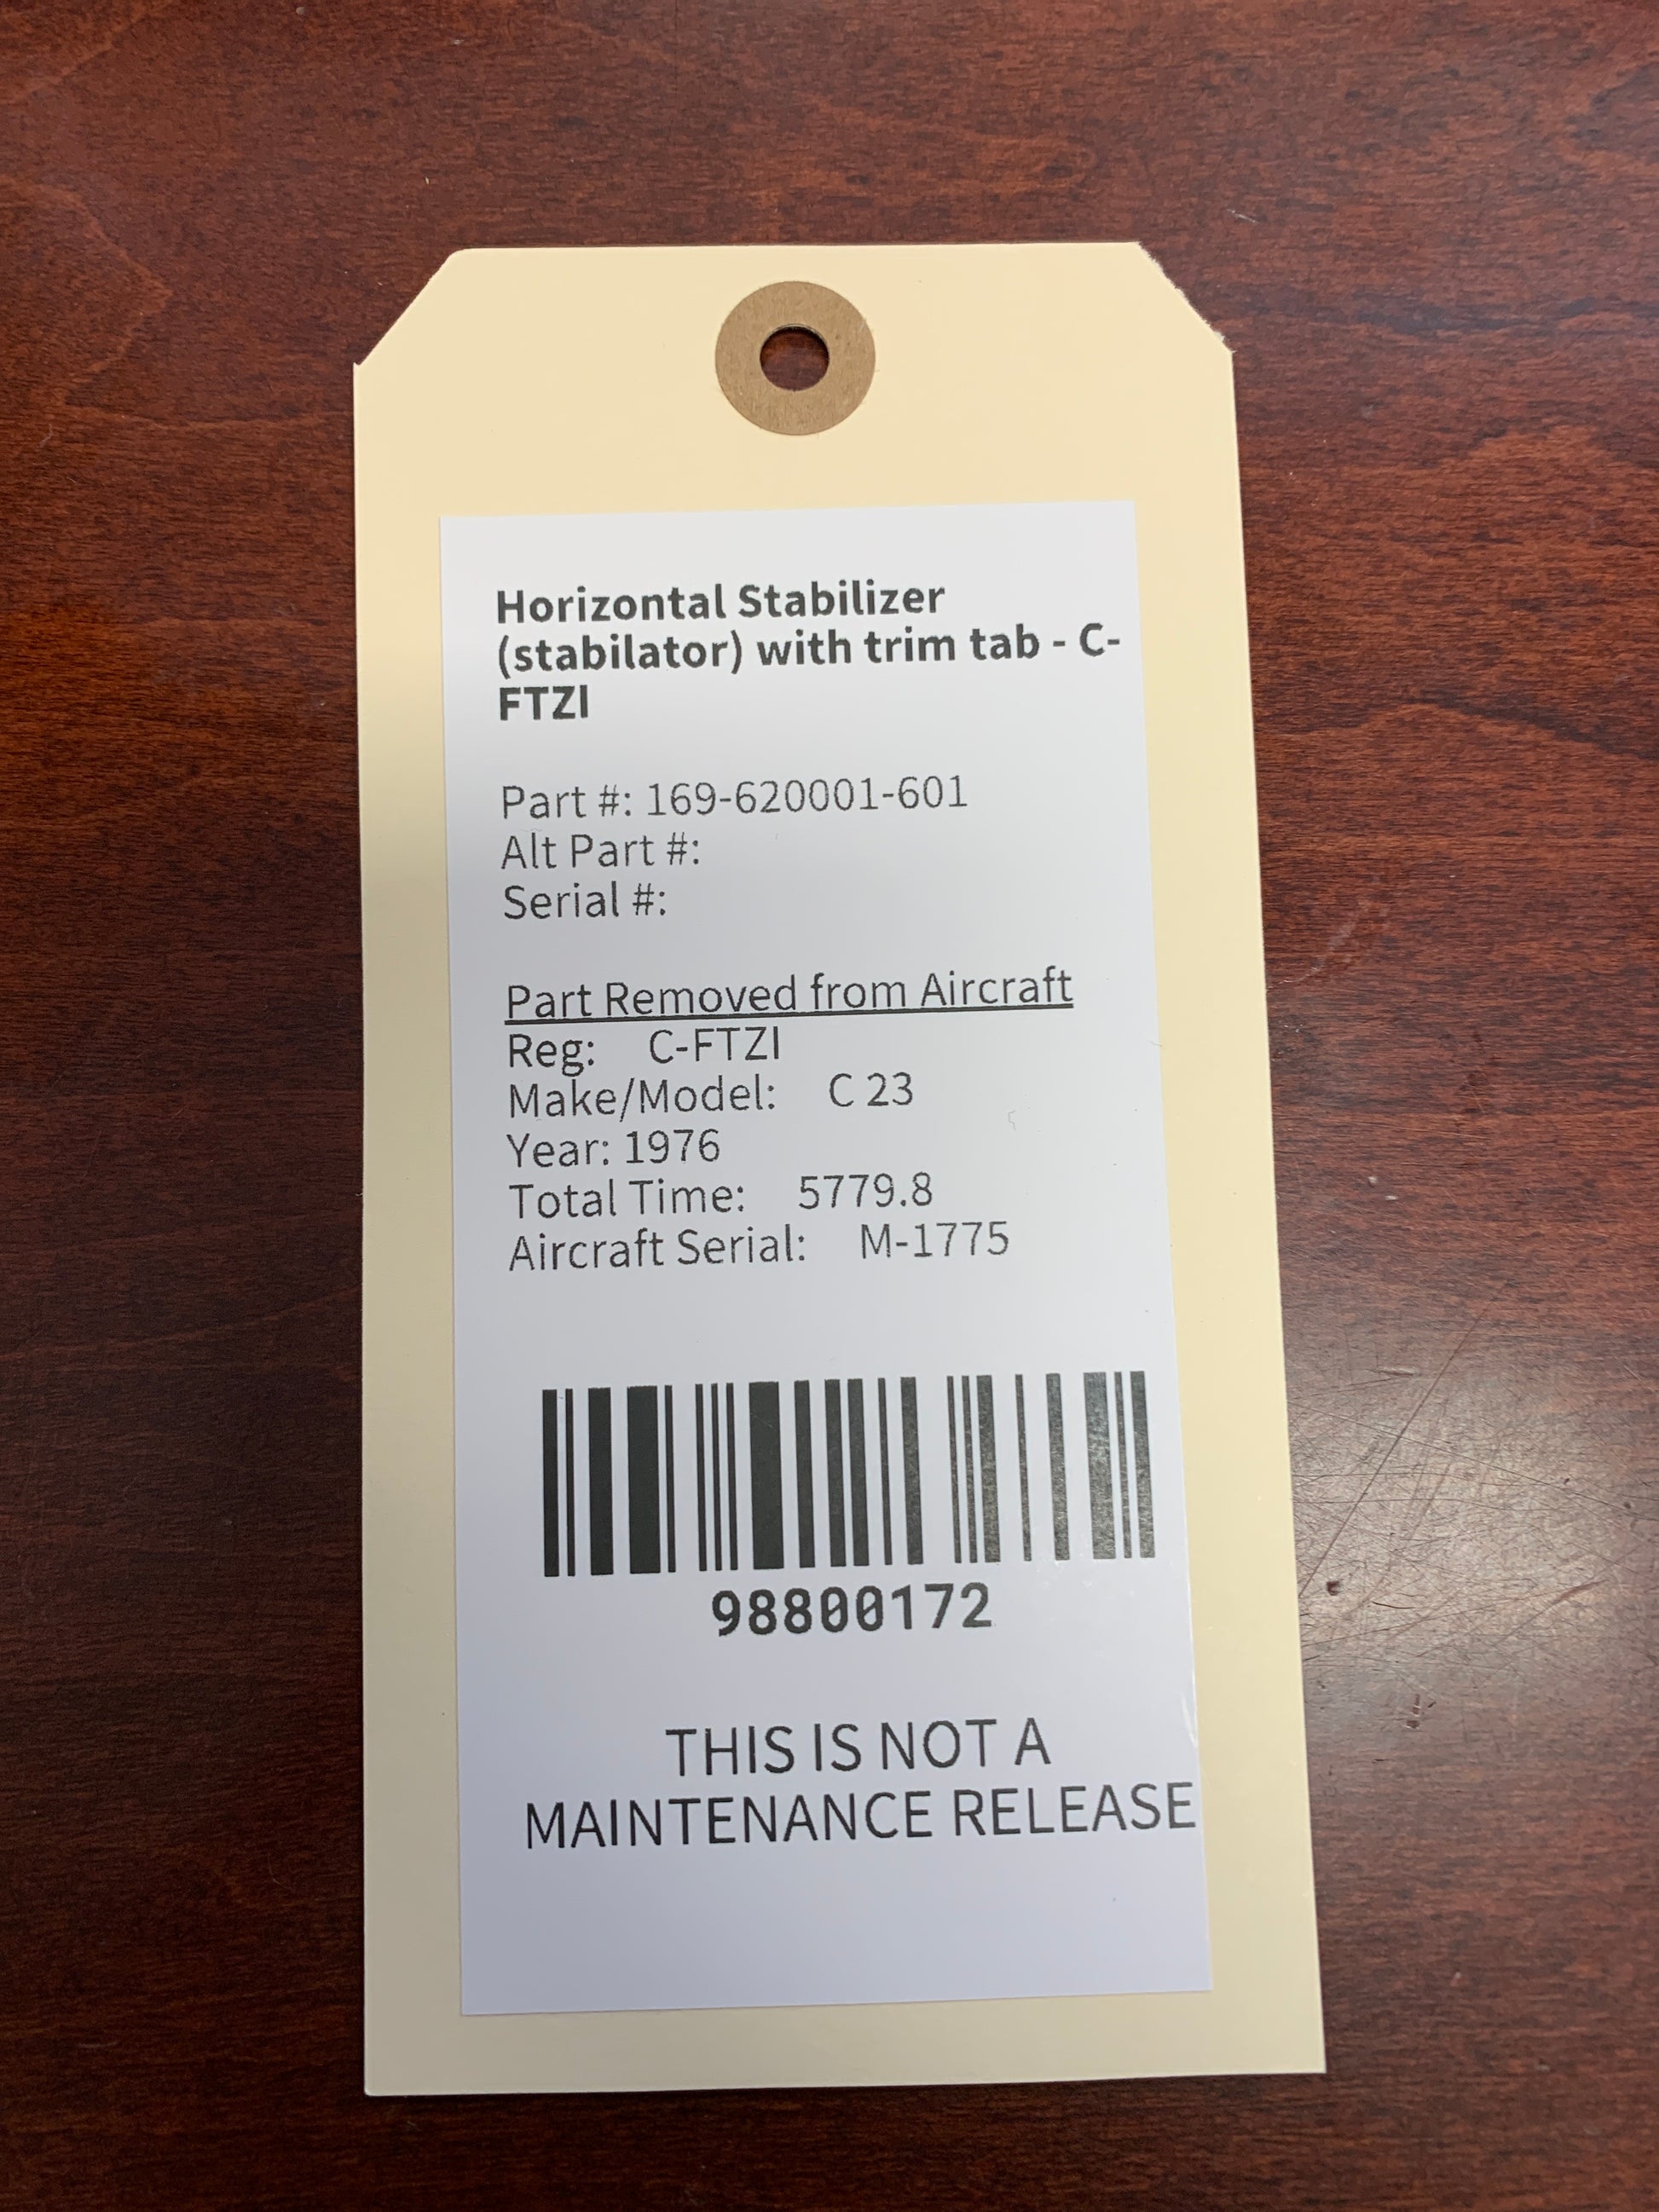 Horizontal Stabilizer
(stabilator) with trim tab - C-
FTZI
Part #: 169-620001-601
Alt Part #:
Serial #:
Part Removed from Aircraft
Reg: C-FTZI
Make/Model: C 23
Year: 1976
Total Time: 5779.8
Aircraft Serial: M-1775
98800172
THIS IS NOT A
MAINTENANCE RELEASE